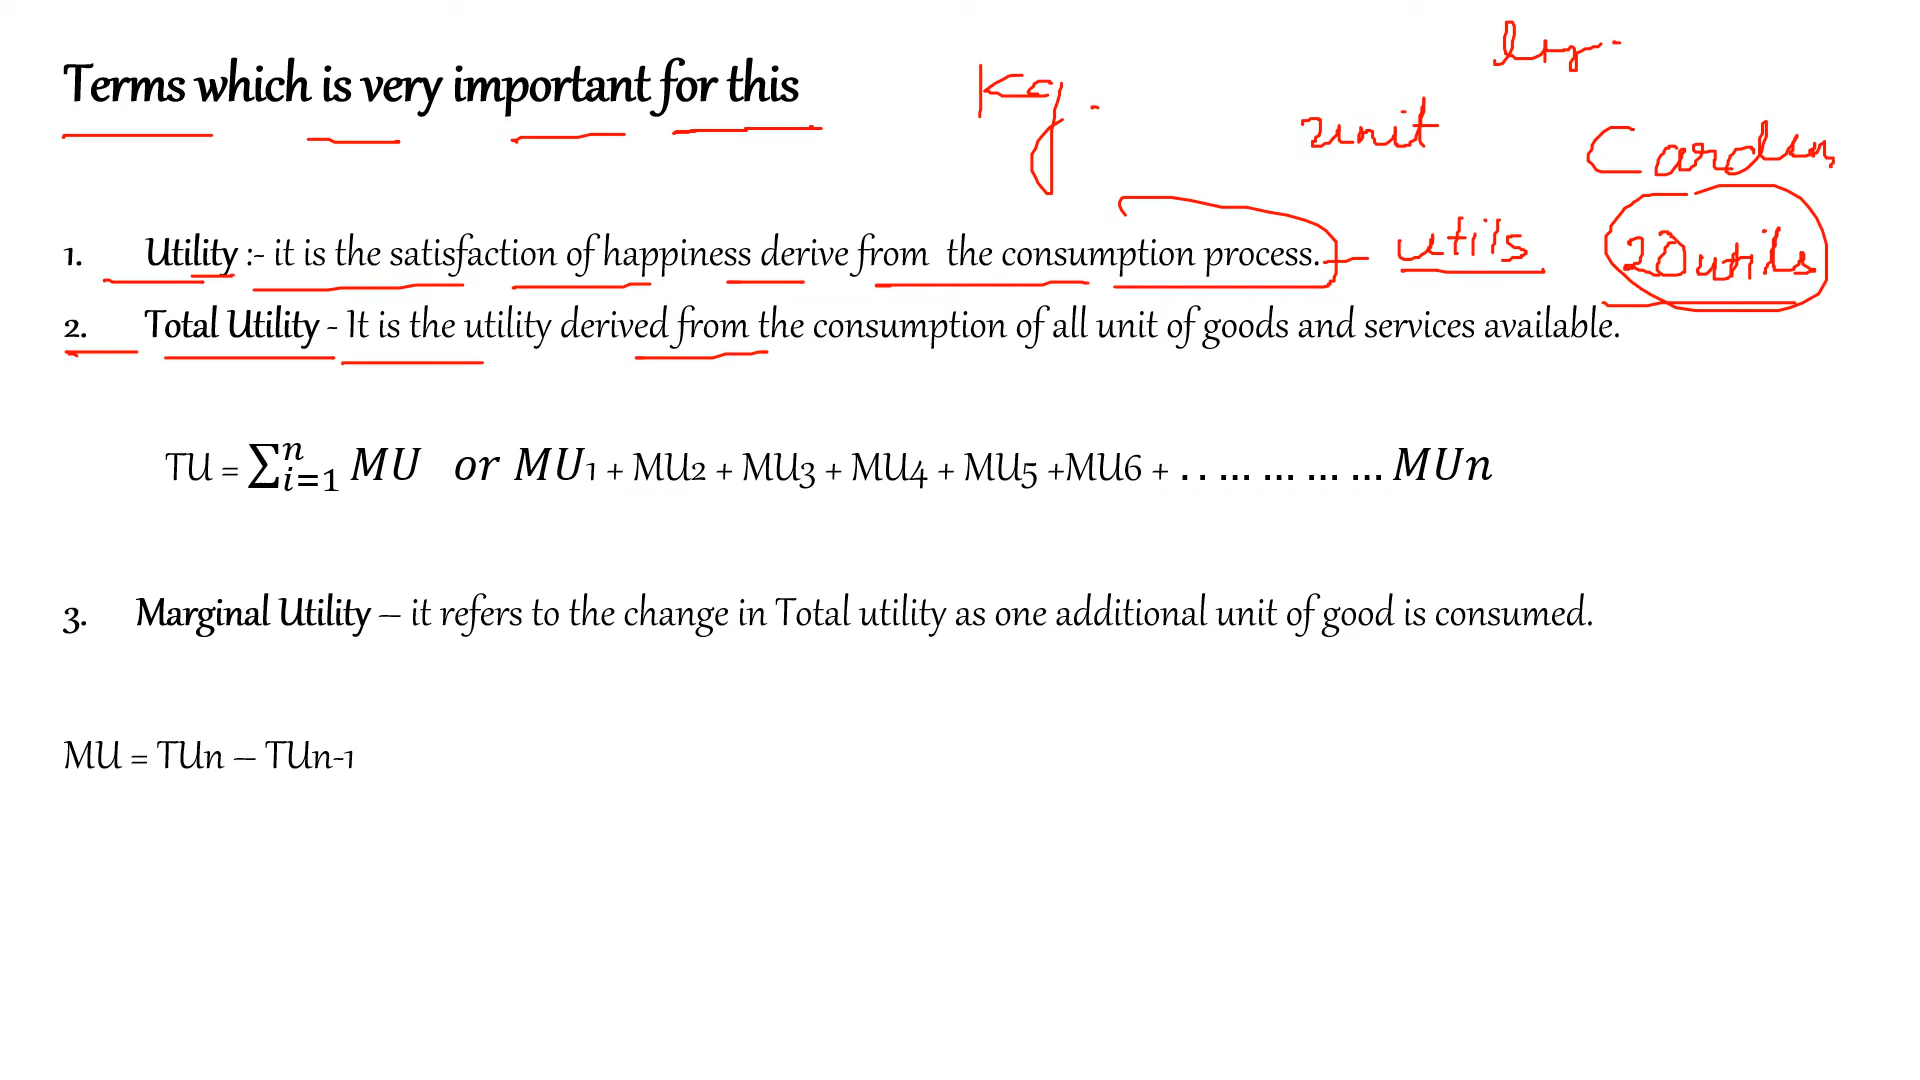 Terms which is very important for this
Kg.
unit
1. Utility :- it is the satisfaction of happiness derive from the consumption process.
utils
20 utils
2. Total Utility - It is the utility derived from the consumption of all unit of goods and services available.
TU = ∑ⁿᵢ₌₁ MU or MU1 + MU2 + MU3 + MU4 + MU5 +MU6 + . . … … … … MUn
3. Marginal Utility – it refers to the change in Total utility as one additional unit of good is consumed.
MU = TUn – TUn-1